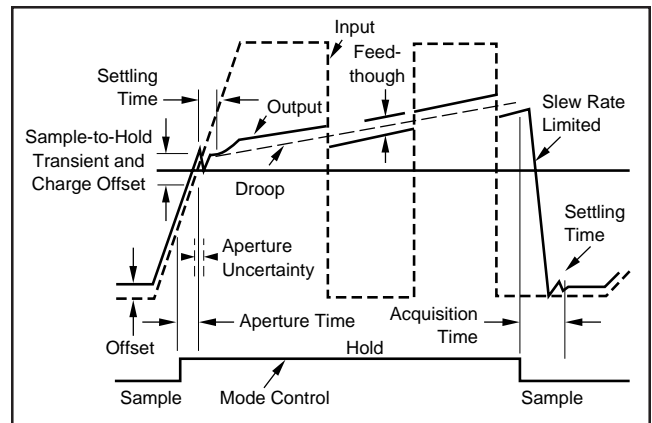 Input
Feed-
though
Settling
Time
Output
Slew Rate
Limited
Sample-to-Hold
Transient and
Charge Offset
Droop
Settling
Time
Aperture
Uncertainty
Aperture Time
Acquisition
Time
Offset
Hold
Sample
Mode Control
Sample